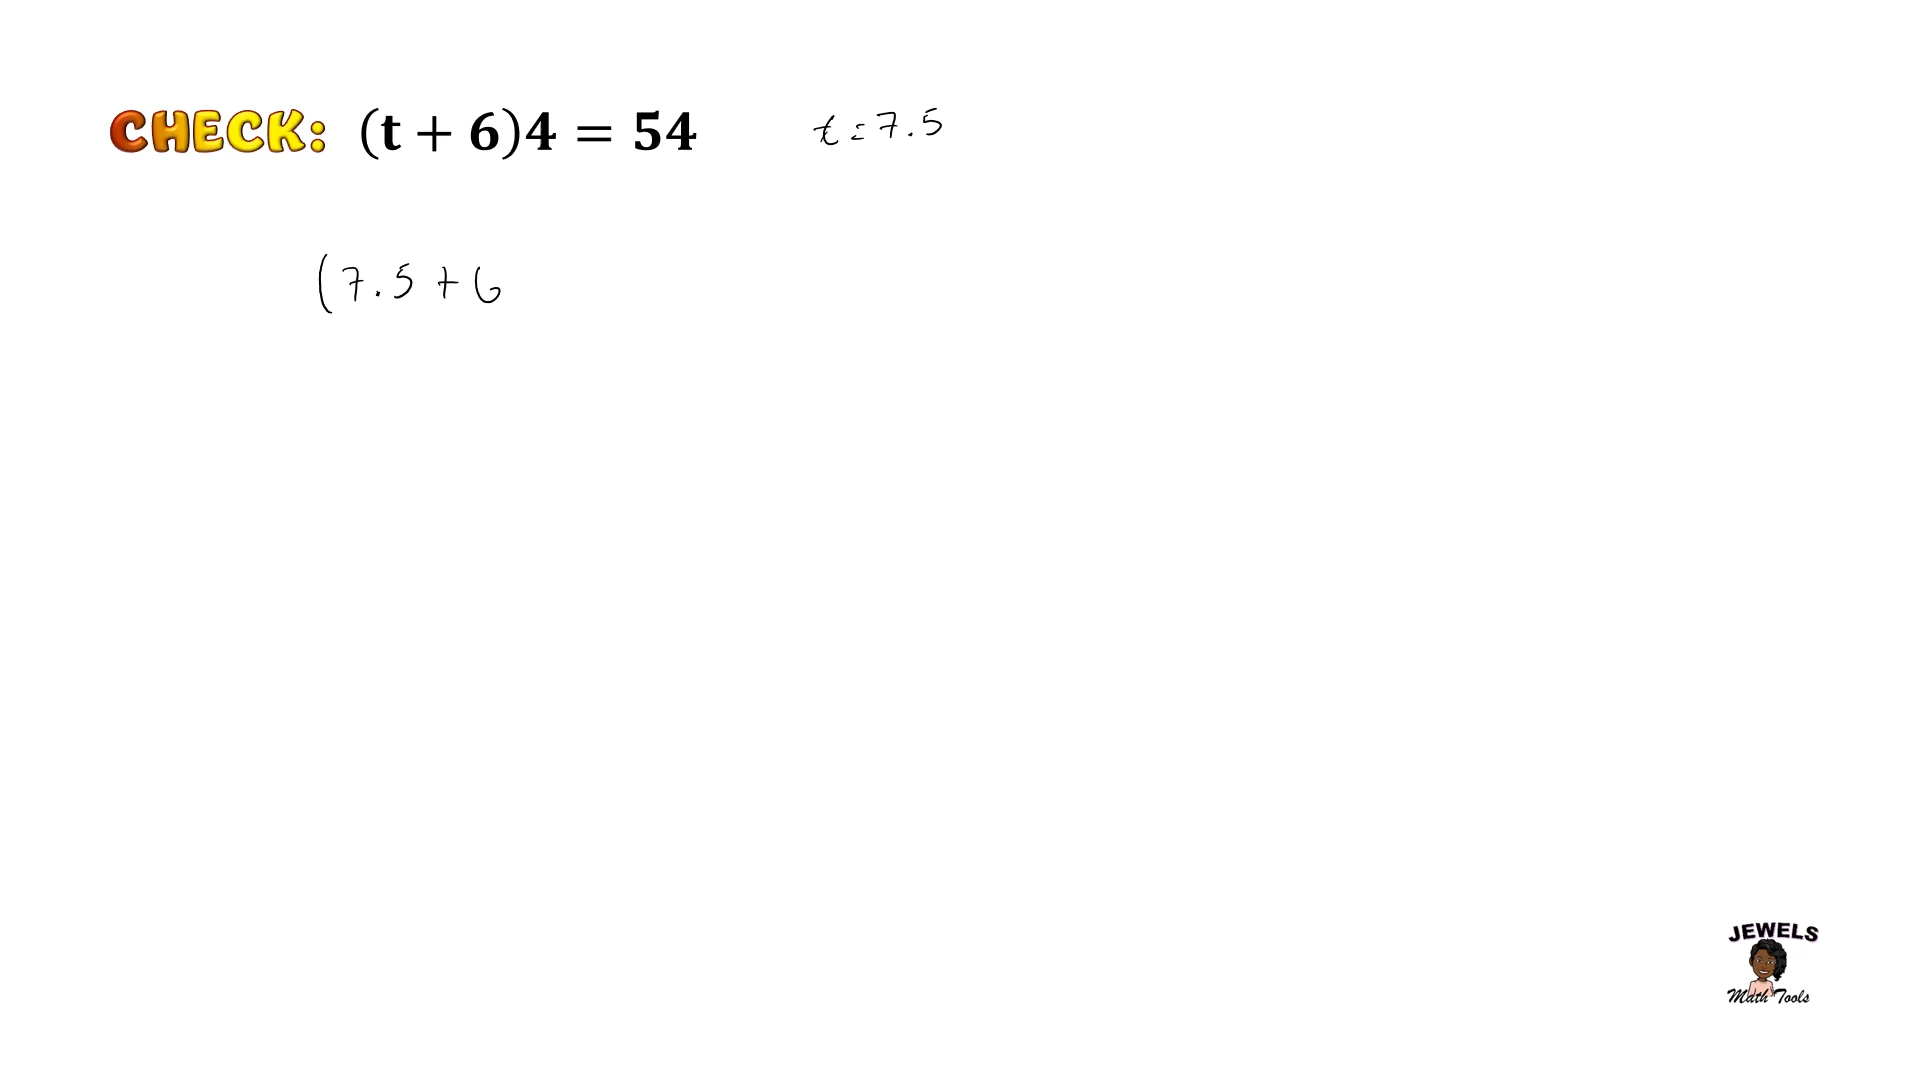 CHECK: (t + 6)4 = 54 t = 7.5
(7.5 + 6
JEWELS
Math Tools